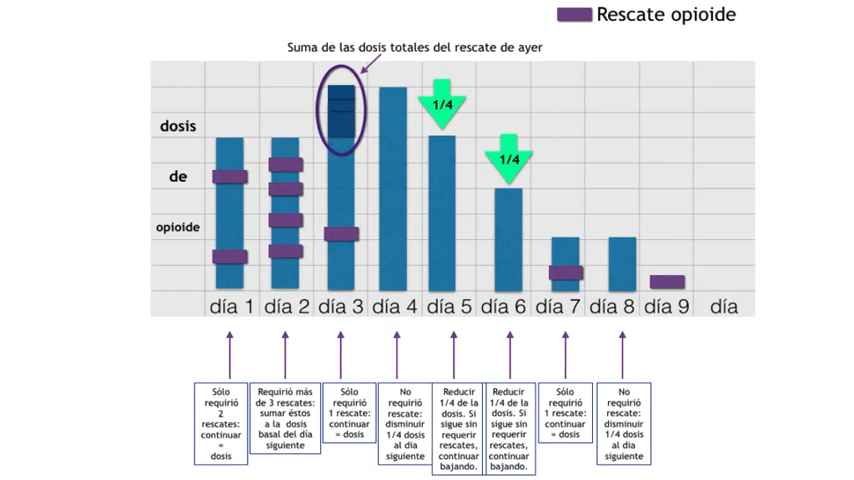 Rescate opioide
Suma de las dosis totales del rescate de ayer
1/4
1/4
dosis
de
opioide
día 1
día 2
día 3
día 4
día 5
día 6
día 7
día 8
día 9
día
Sólo
requirió
2
rescates:
continuar
=
dosis
Requirió más
de 3 rescates:
sumar éstos
a la dosis
basal del día
siguiente
Sólo
requirió
1 rescate:
continuar
= dosis
No
requirió
rescate:
disminuir
1/4 dosis
al día
siguiente
Reducir
1/4 de la
dosis. Si
sigue sin
requerir
rescates,
continuar
bajando.
Reducir
1/4 de la
dosis. Si
sigue sin
requerir
rescates,
continuar
bajando.
Sólo
requirió
1 rescate:
continuar
= dosis
No
requirió
rescate:
disminuir
1/4 dosis
al día
siguiente